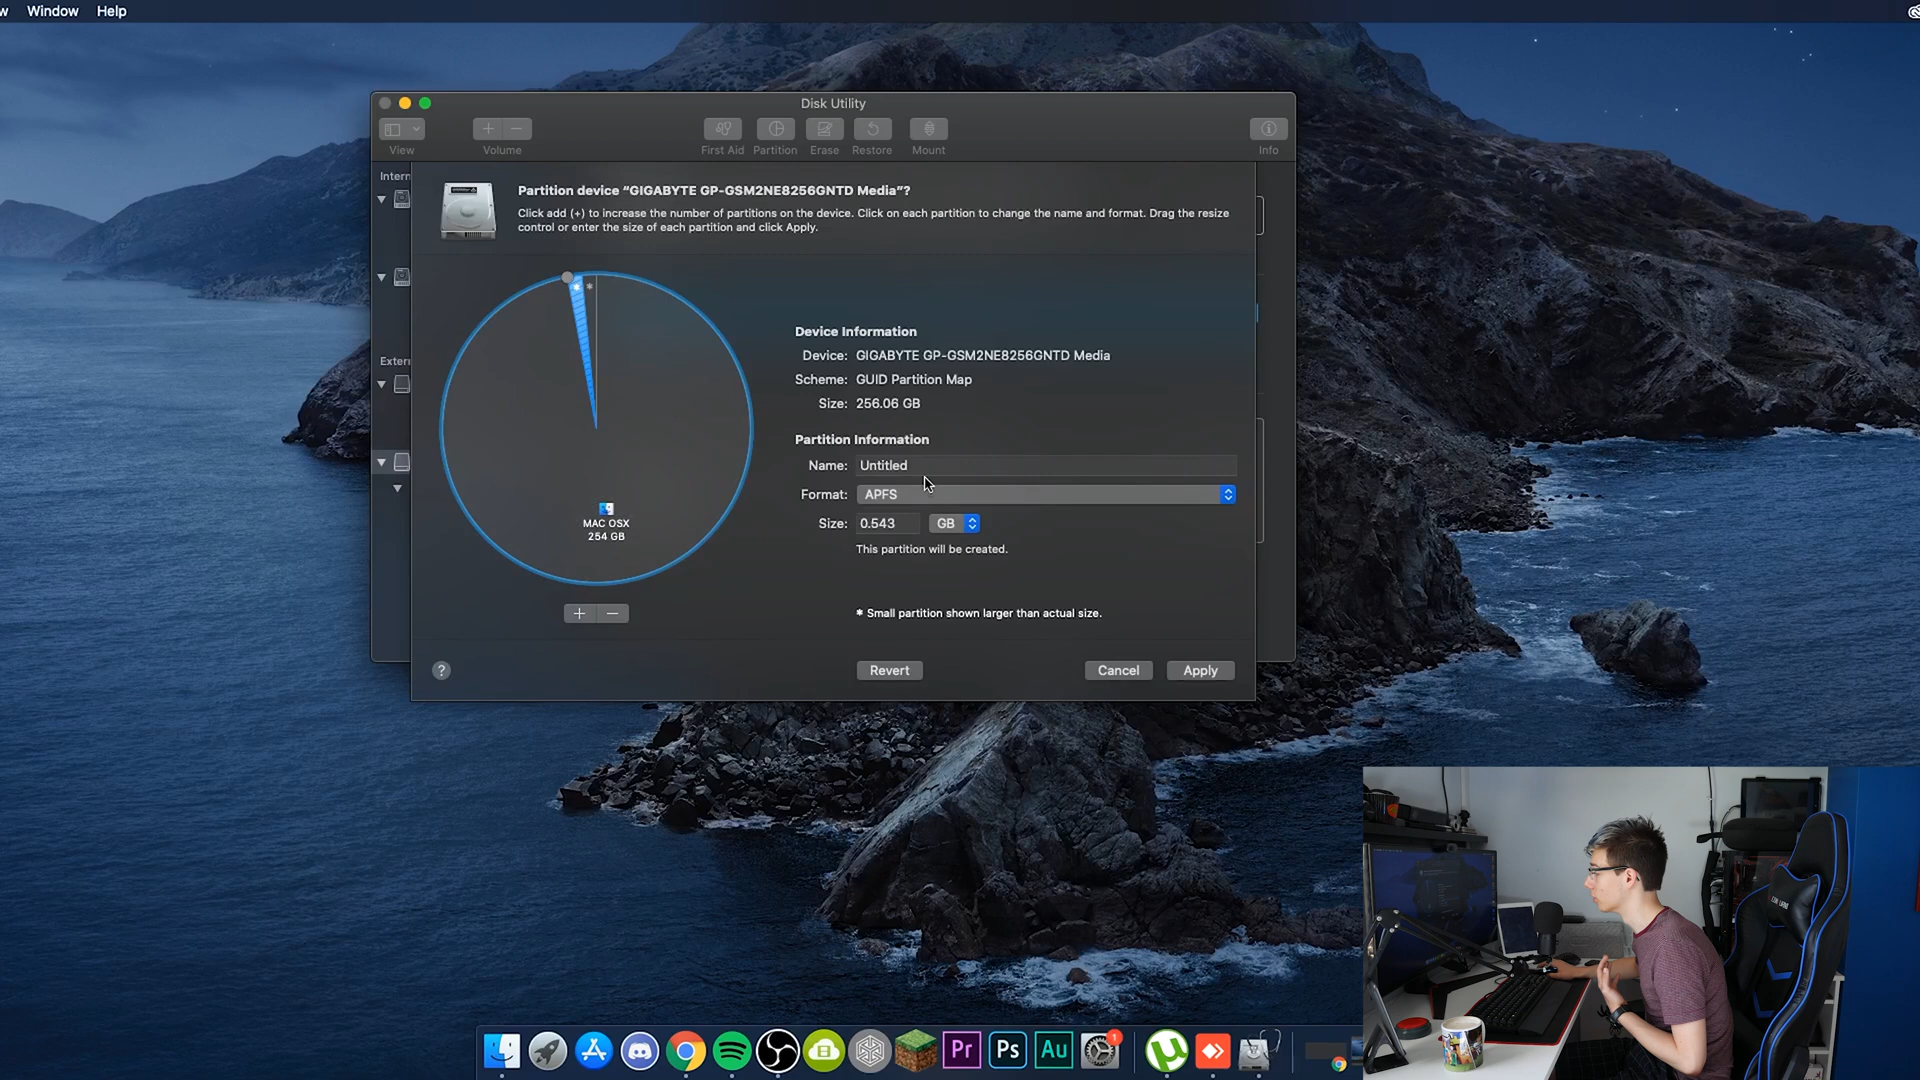 Window Help
Disk Utility
View
Volume
First Aid Partition Erase Restore Mount
Info
Intern
Extern
Partition device “GIGABYTE GP-GSM2NE8256GNTD Media”?
Click add (+) to increase the number of partitions on the device. Click on each partition to change the name and format. Drag the resize
control or enter the size of each partition and click Apply.
* *
MAC OSX
254 GB
Device Information
Device: GIGABYTE GP-GSM2NE8256GNTD Media
Scheme: GUID Partition Map
Size: 256.06 GB
Partition Information
Name: Untitled
Format: APFS
Size: 0.543 GB
This partition will be created.
* Small partition shown larger than actual size.
+ −
? Revert Cancel Apply
Pr Ps Au 1